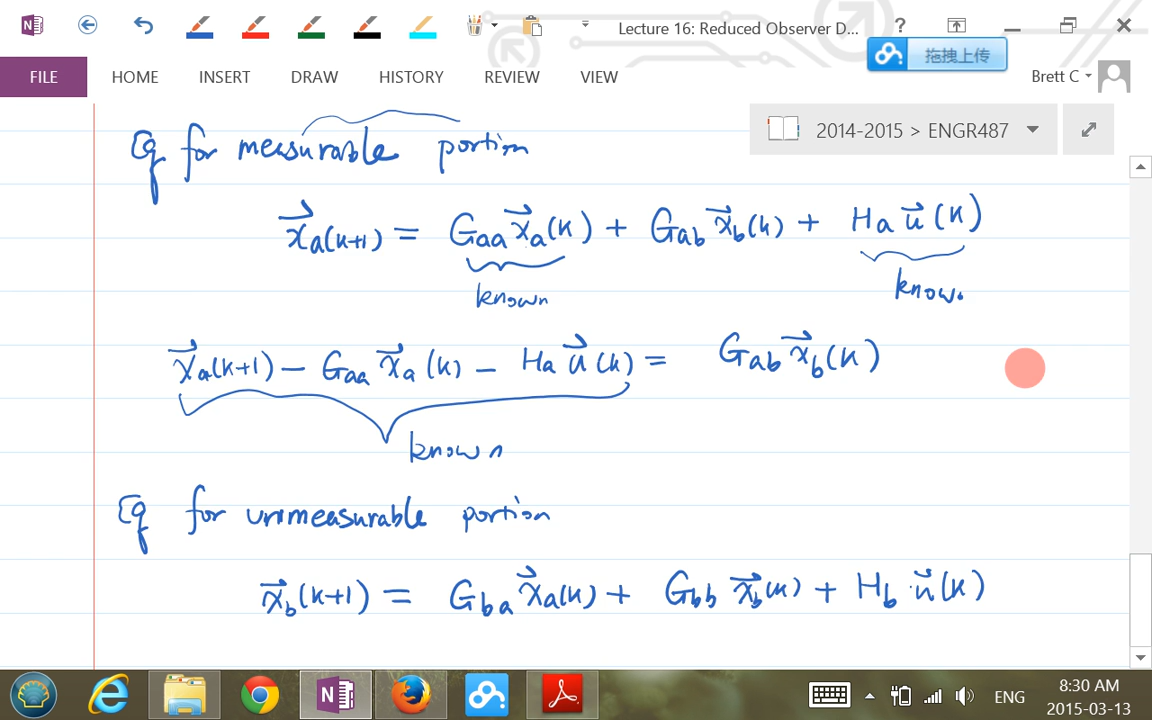 Lecture 16: Reduced Observer D...
?
拖拽上传
FILE HOME INSERT DRAW HISTORY REVIEW VIEW
Brett C
2014-2015 > ENGR487
Eq for measurable portion
x⃗a(k+1) = Gaa x⃗a(k) + Gab x⃗b(k) + Ha u⃗(k)
known
know.
x⃗a(k+1) − Gaa x⃗a(k) − Ha u⃗(k) = Gab x⃗b(k)
known
Eq for unmeasurable portion
x⃗b(k+1) = Gba x⃗a(k) + Gbb x⃗b(k) + Hb u⃗(k)
ENG
8:30 AM
2015-03-13